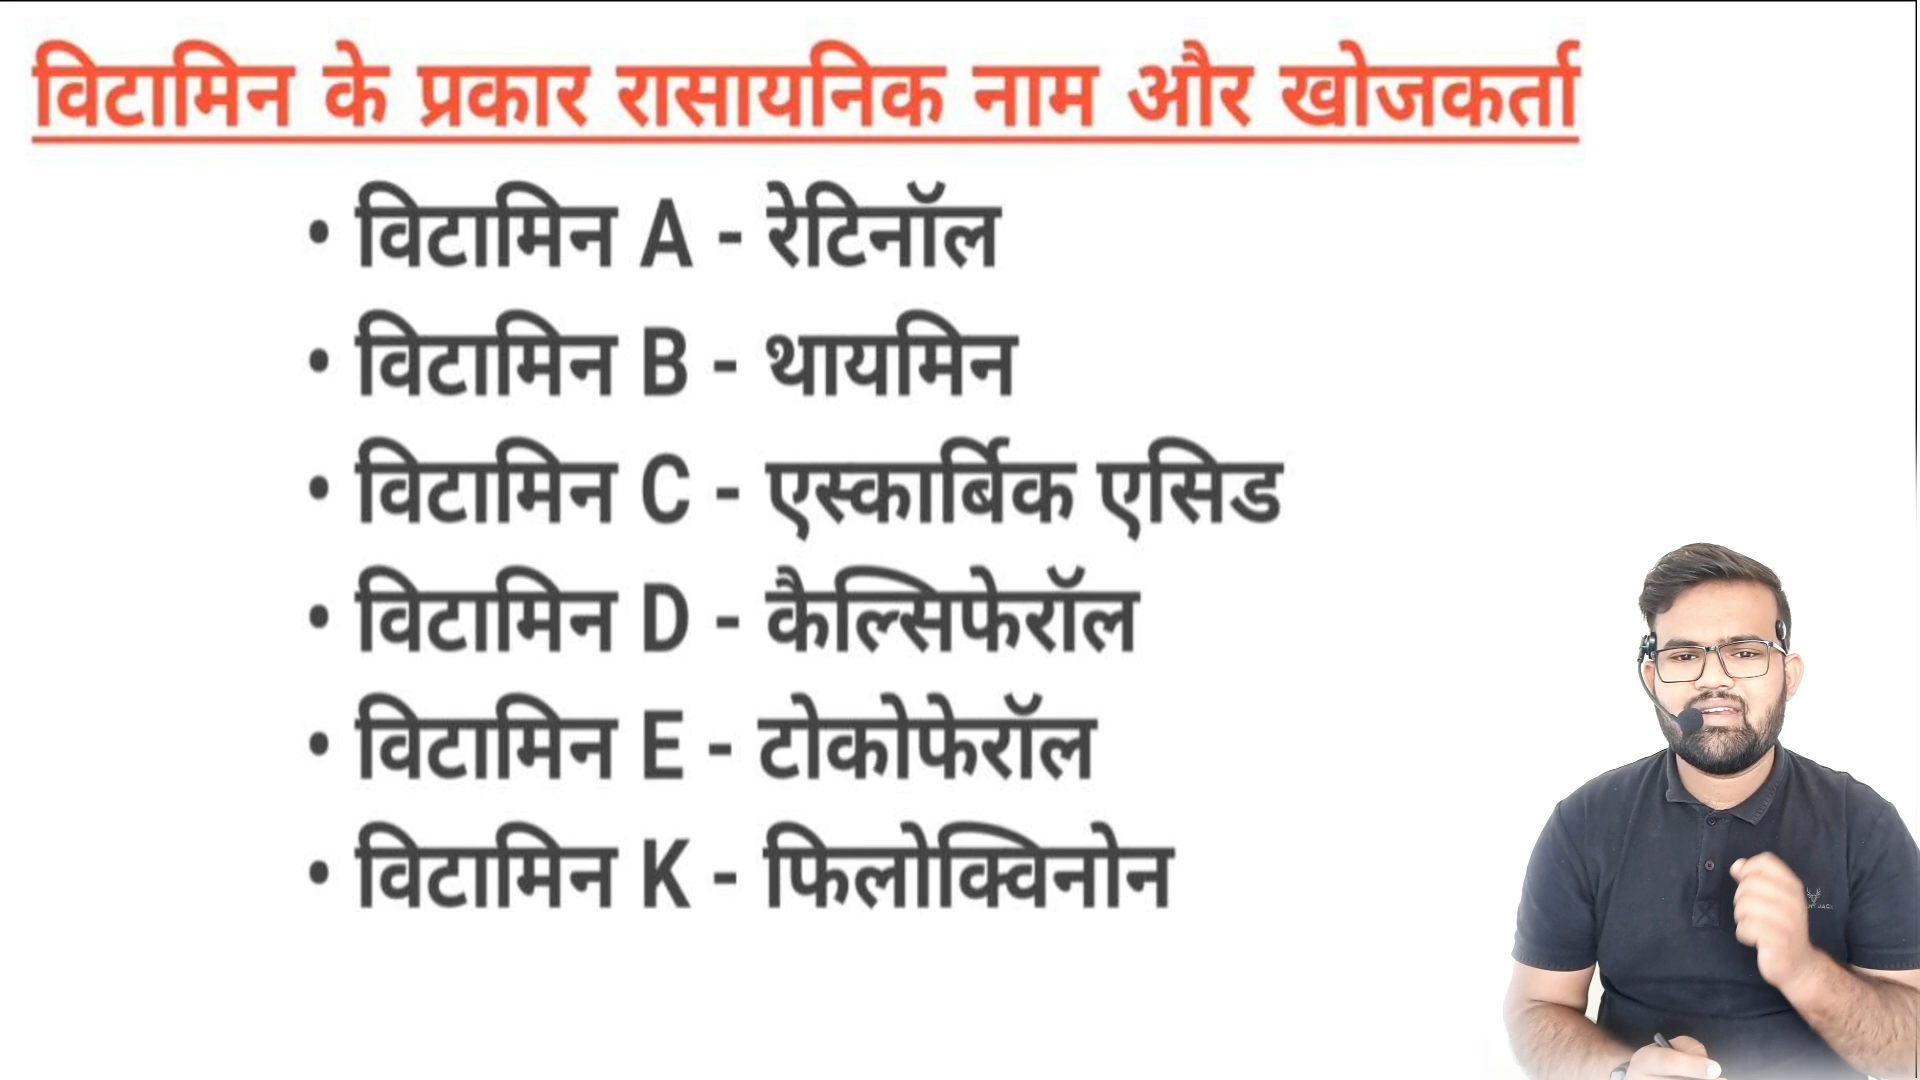 विटामिन के प्रकार रासायनिक नाम और खोजकर्ता
• विटामिन A - रेटिनॉल
• विटामिन B - थायमिन
• विटामिन C - एस्कार्बिक एसिड
• विटामिन D - कैल्सिफेरॉल
• विटामिन E - टोकोफेरॉल
• विटामिन K - फिलोक्विनोन